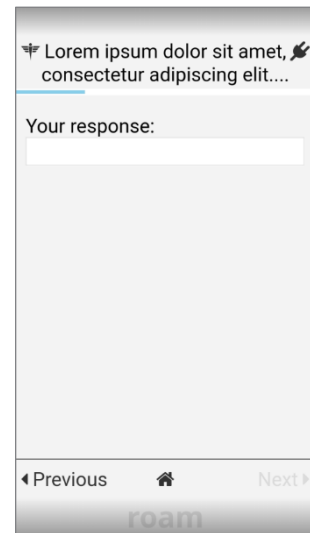 Lorem ipsum dolor sit amet,
consectetur adipiscing elit....
Your response:
Previous
Next
roam